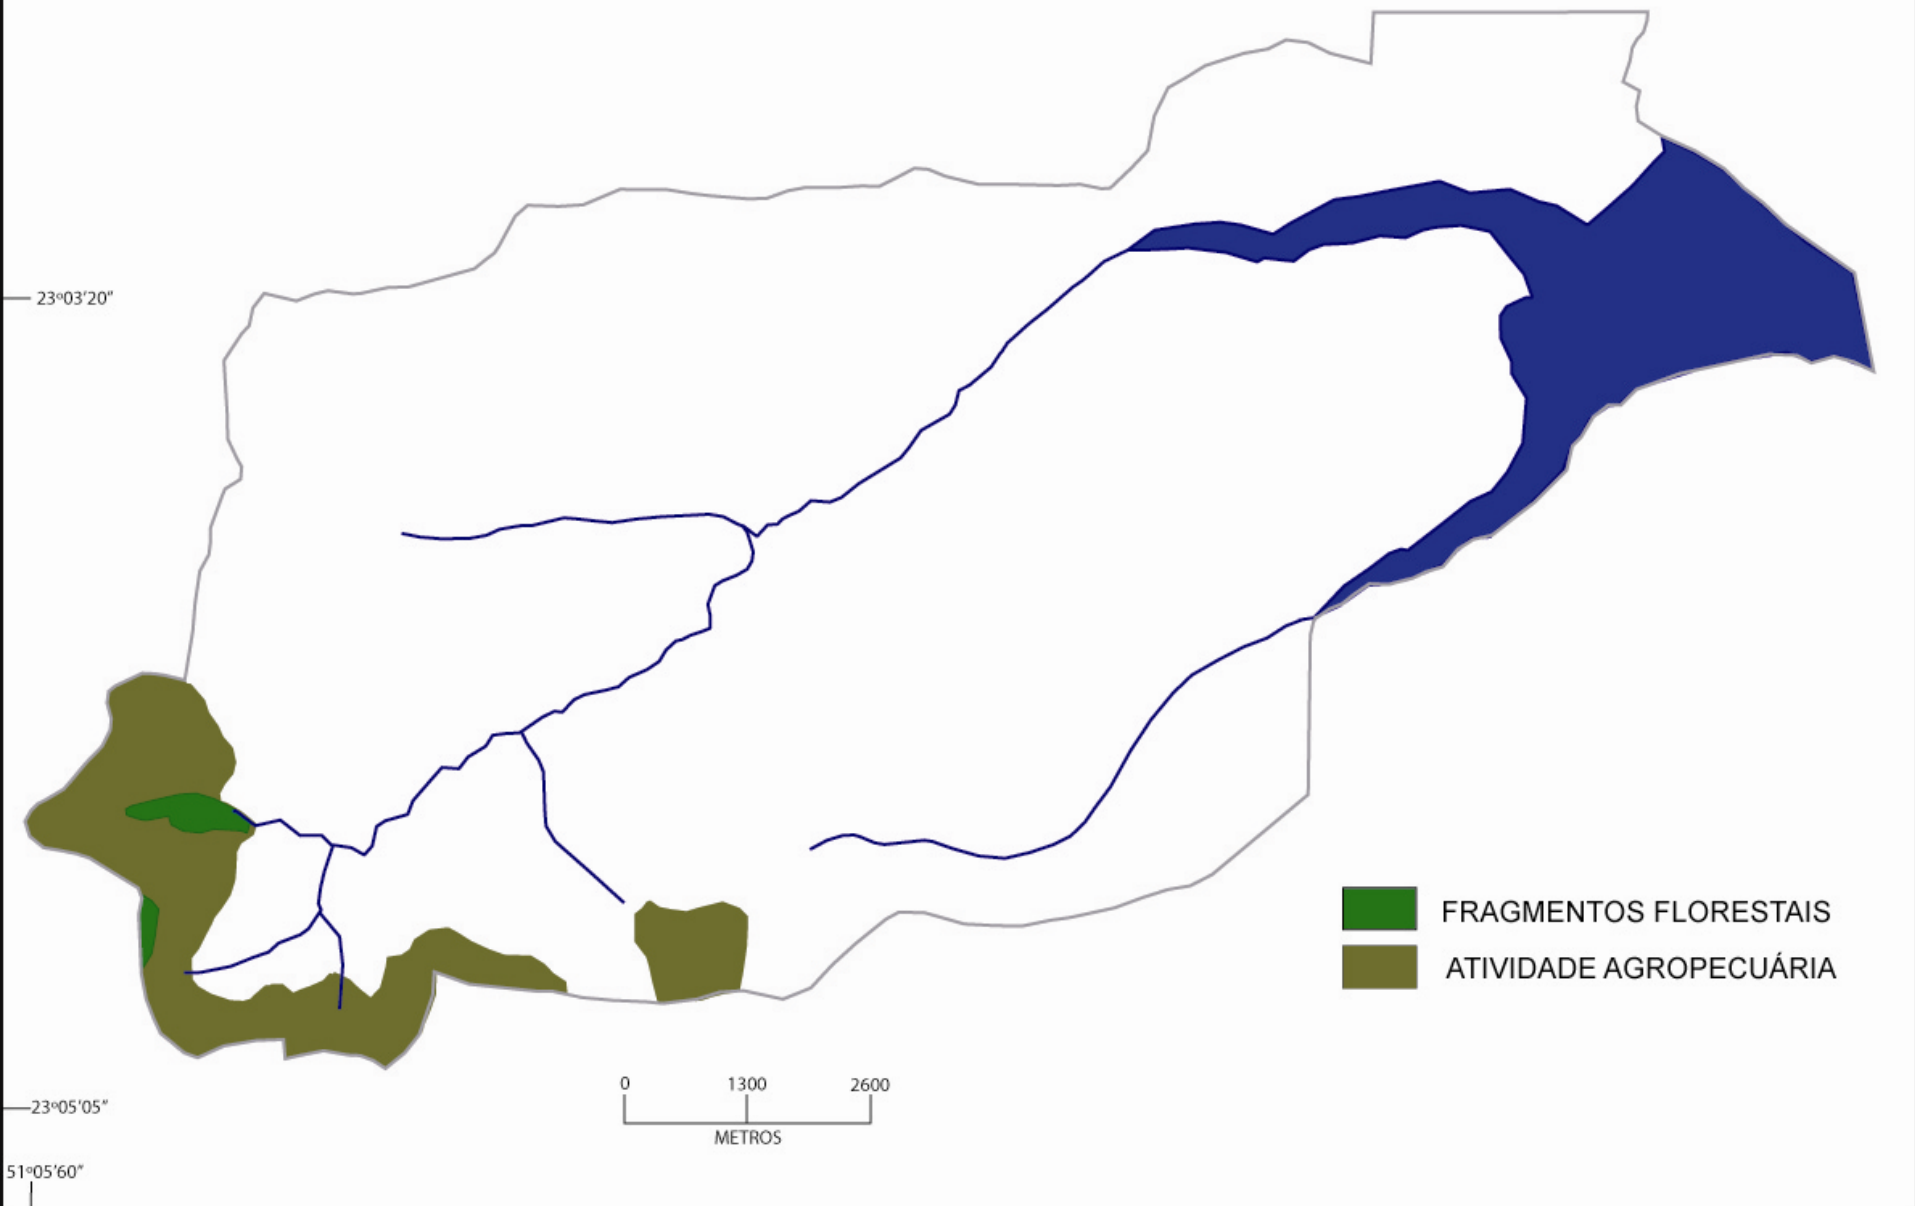 23º03'20"
FRAGMENTOS FLORESTAIS
ATIVIDADE AGROPECUÁRIA
0 1300 2600
METROS
23º05'05"
51º05'60"